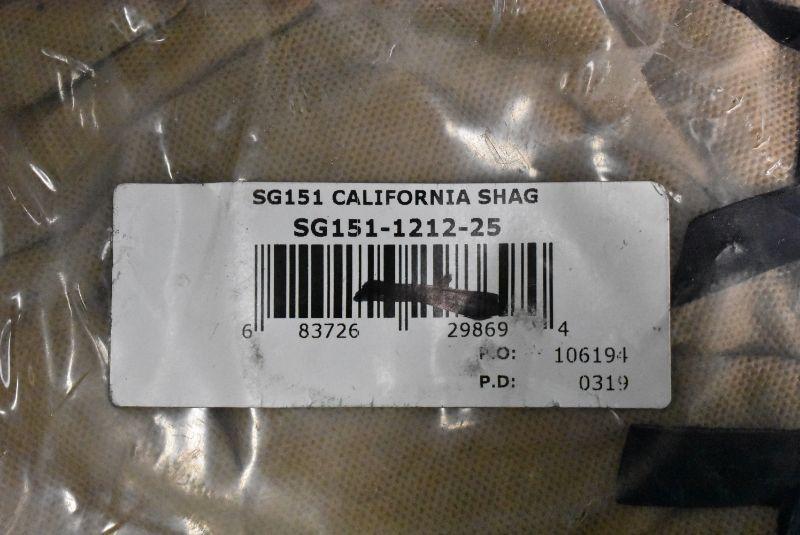 SG151 CALIFORNIA SHAG
SG151-1212-25
6 83726 29869 4
P.O: 106194
P.D: 0319